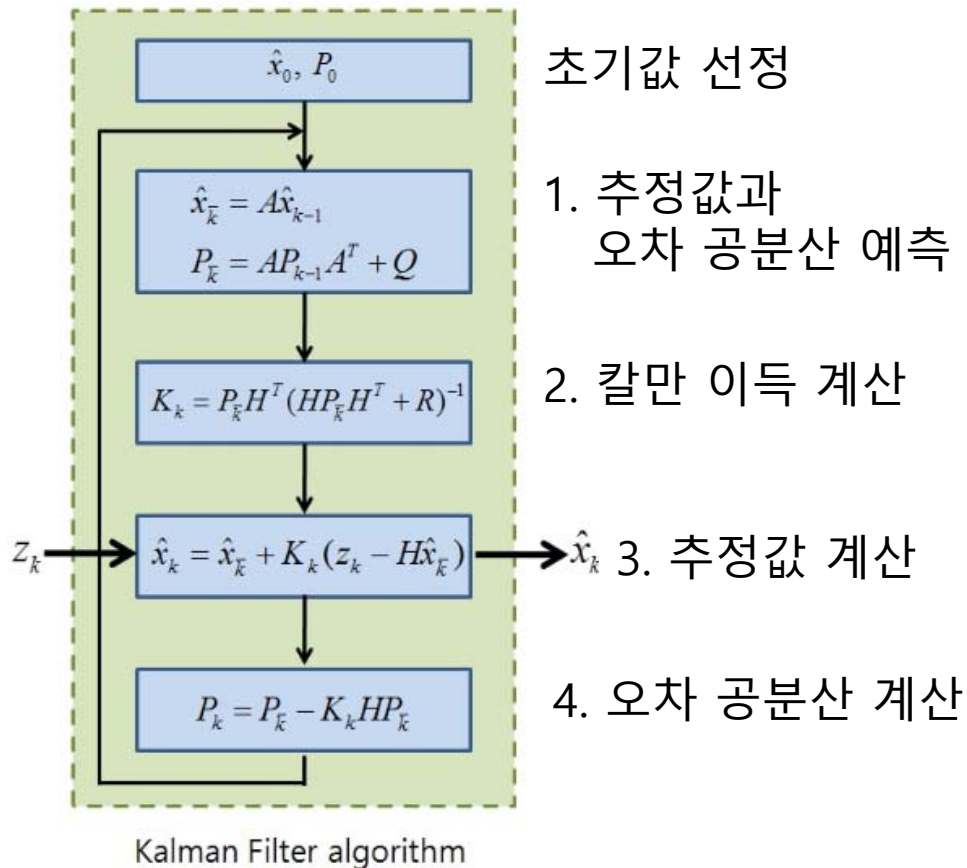 x̂₀, P₀
초기값 선정
x̂ₖ̄ = Ax̂ₖ₋₁
Pₖ̄ = APₖ₋₁Aᵀ + Q
1. 추정값과
오차 공분산 예측
Kₖ = Pₖ̄Hᵀ(HPₖ̄Hᵀ + R)⁻¹
2. 칼만 이득 계산
zₖ
x̂ₖ = x̂ₖ̄ + Kₖ(zₖ − Hx̂ₖ̄)
x̂ₖ
3. 추정값 계산
Pₖ = Pₖ̄ − KₖHPₖ̄
4. 오차 공분산 계산
Kalman Filter algorithm